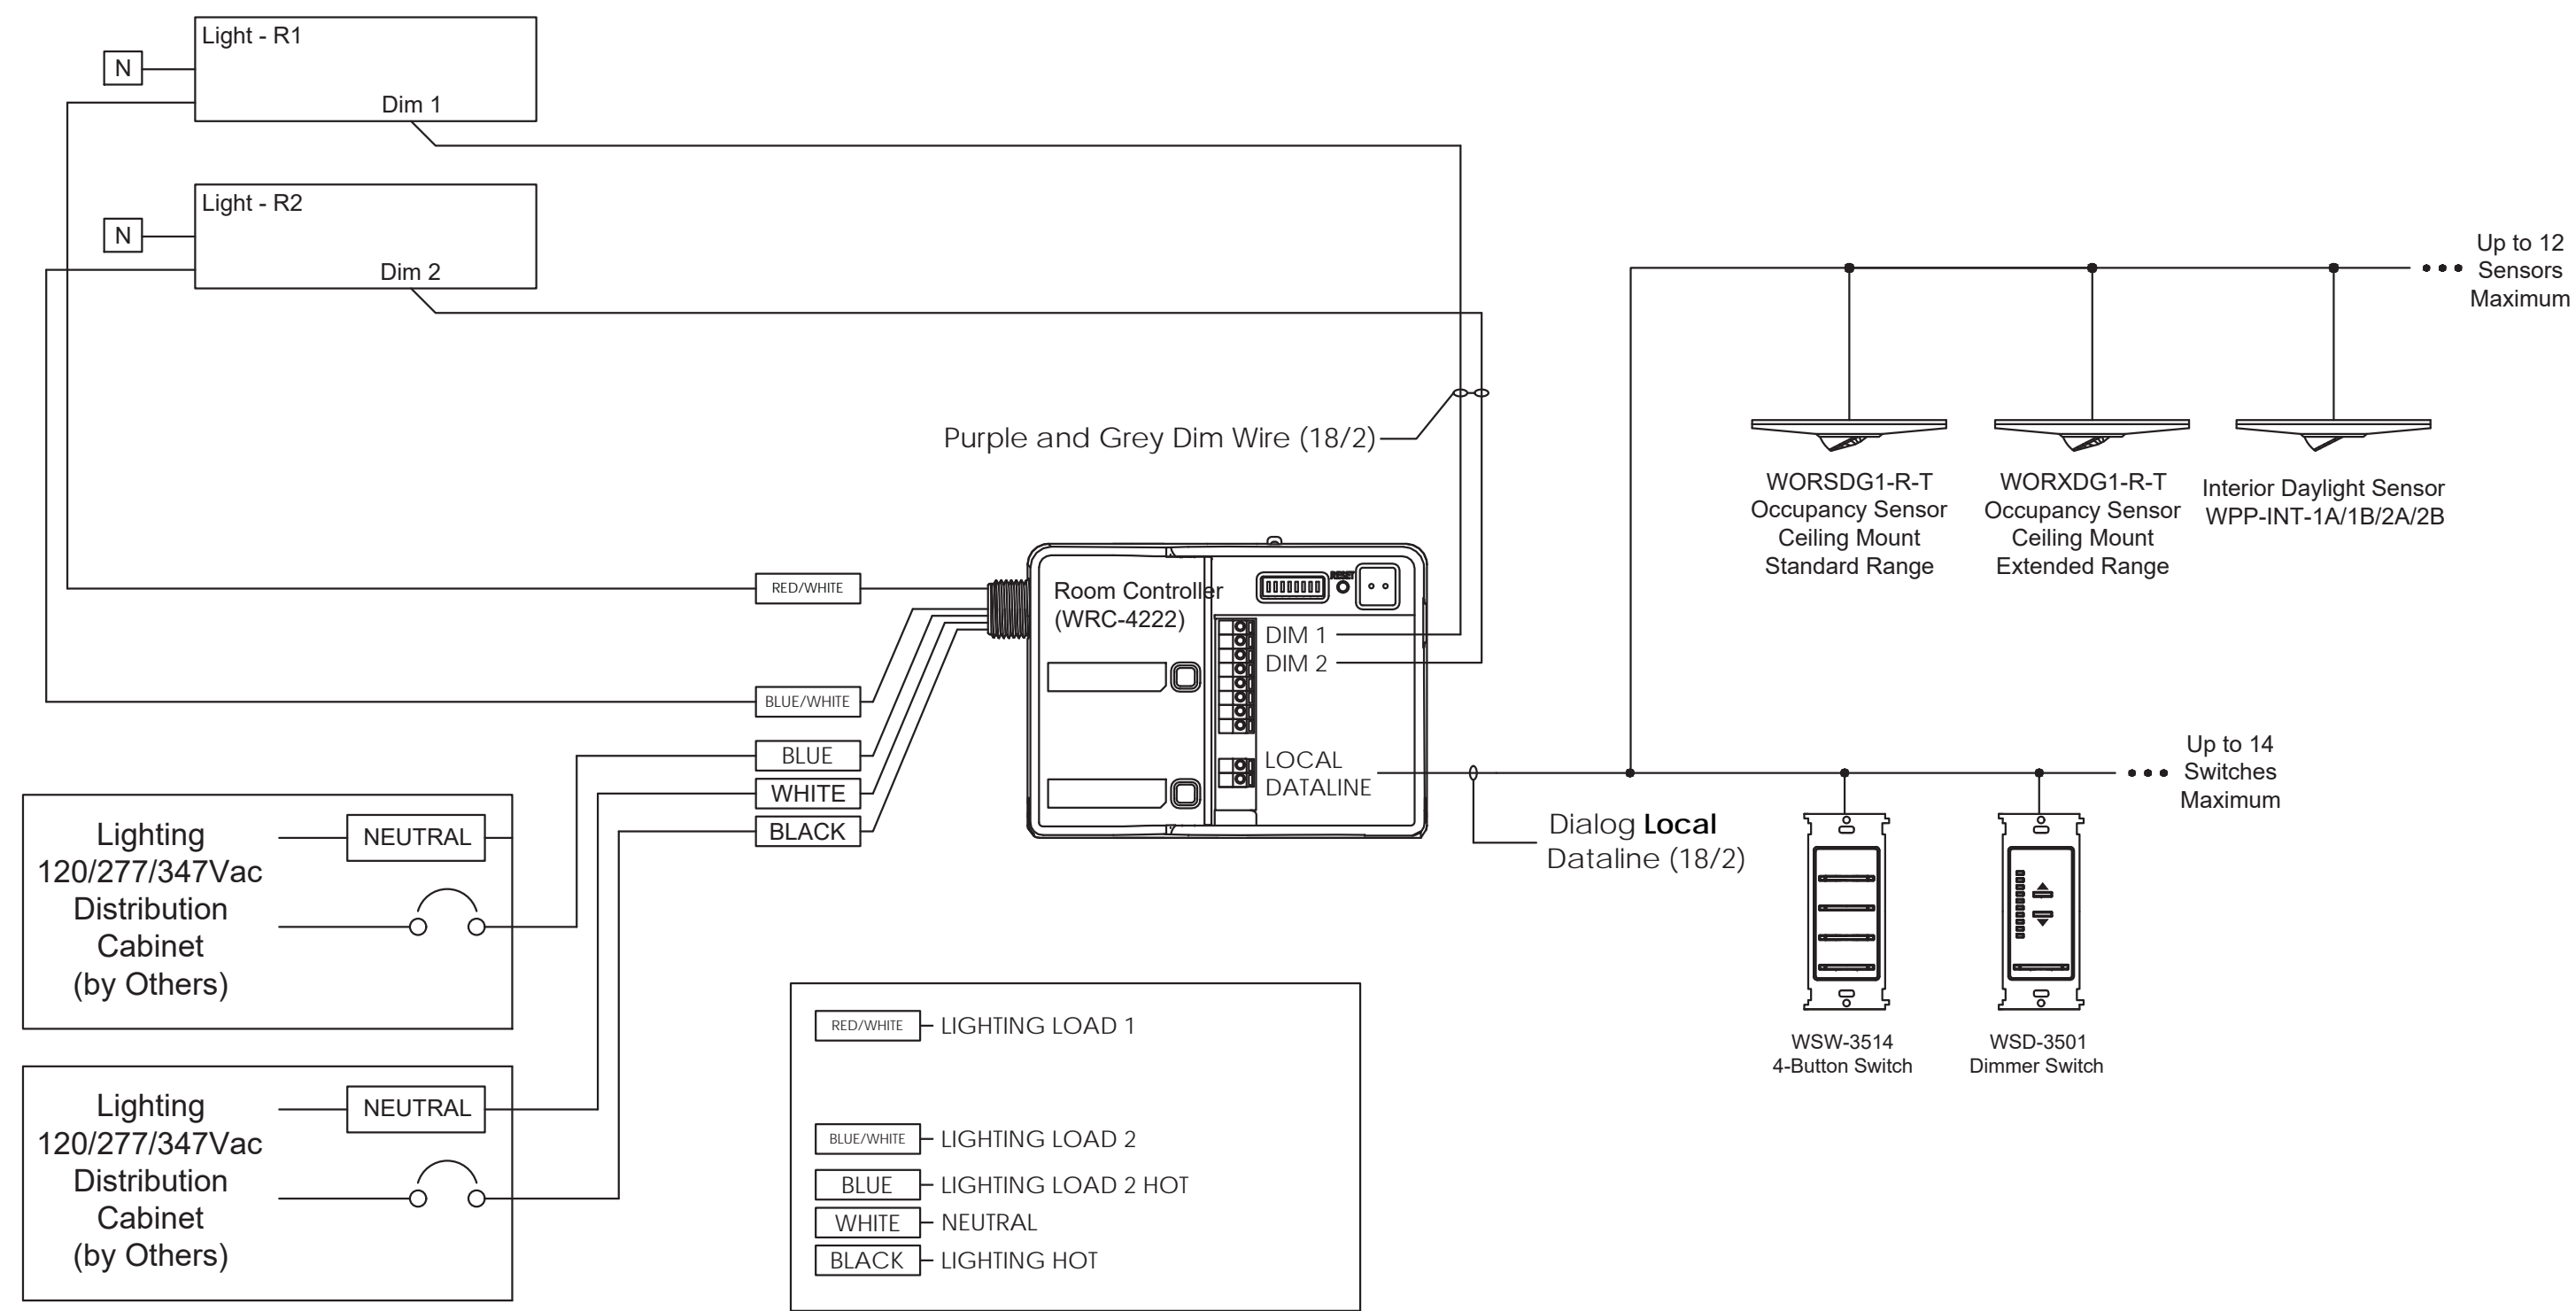 Light - R1
N
Dim 1
Light - R2
N
Dim 2
Up to 12
Sensors
Maximum
Purple and Grey Dim Wire (18/2)
WORSDG1-R-T
Occupancy Sensor
Ceiling Mount
Standard Range
WORXDG1-R-T
Occupancy Sensor
Ceiling Mount
Extended Range
Interior Daylight Sensor
WPP-INT-1A/1B/2A/2B
RED/WHITE
BLUE/WHITE
BLUE
WHITE
BLACK
Room Controller
(WRC-4222)
RESET
DIM 1
DIM 2
LOCAL
DATALINE
Dialog Local
Dataline (18/2)
Up to 14
Switches
Maximum
WSW-3514
4-Button Switch
WSD-3501
Dimmer Switch
Lighting
120/277/347Vac
Distribution
Cabinet
(by Others)
NEUTRAL
Lighting
120/277/347Vac
Distribution
Cabinet
(by Others)
NEUTRAL
RED/WHITE LIGHTING LOAD 1
BLUE/WHITE LIGHTING LOAD 2
BLUE LIGHTING LOAD 2 HOT
WHITE NEUTRAL
BLACK LIGHTING HOT